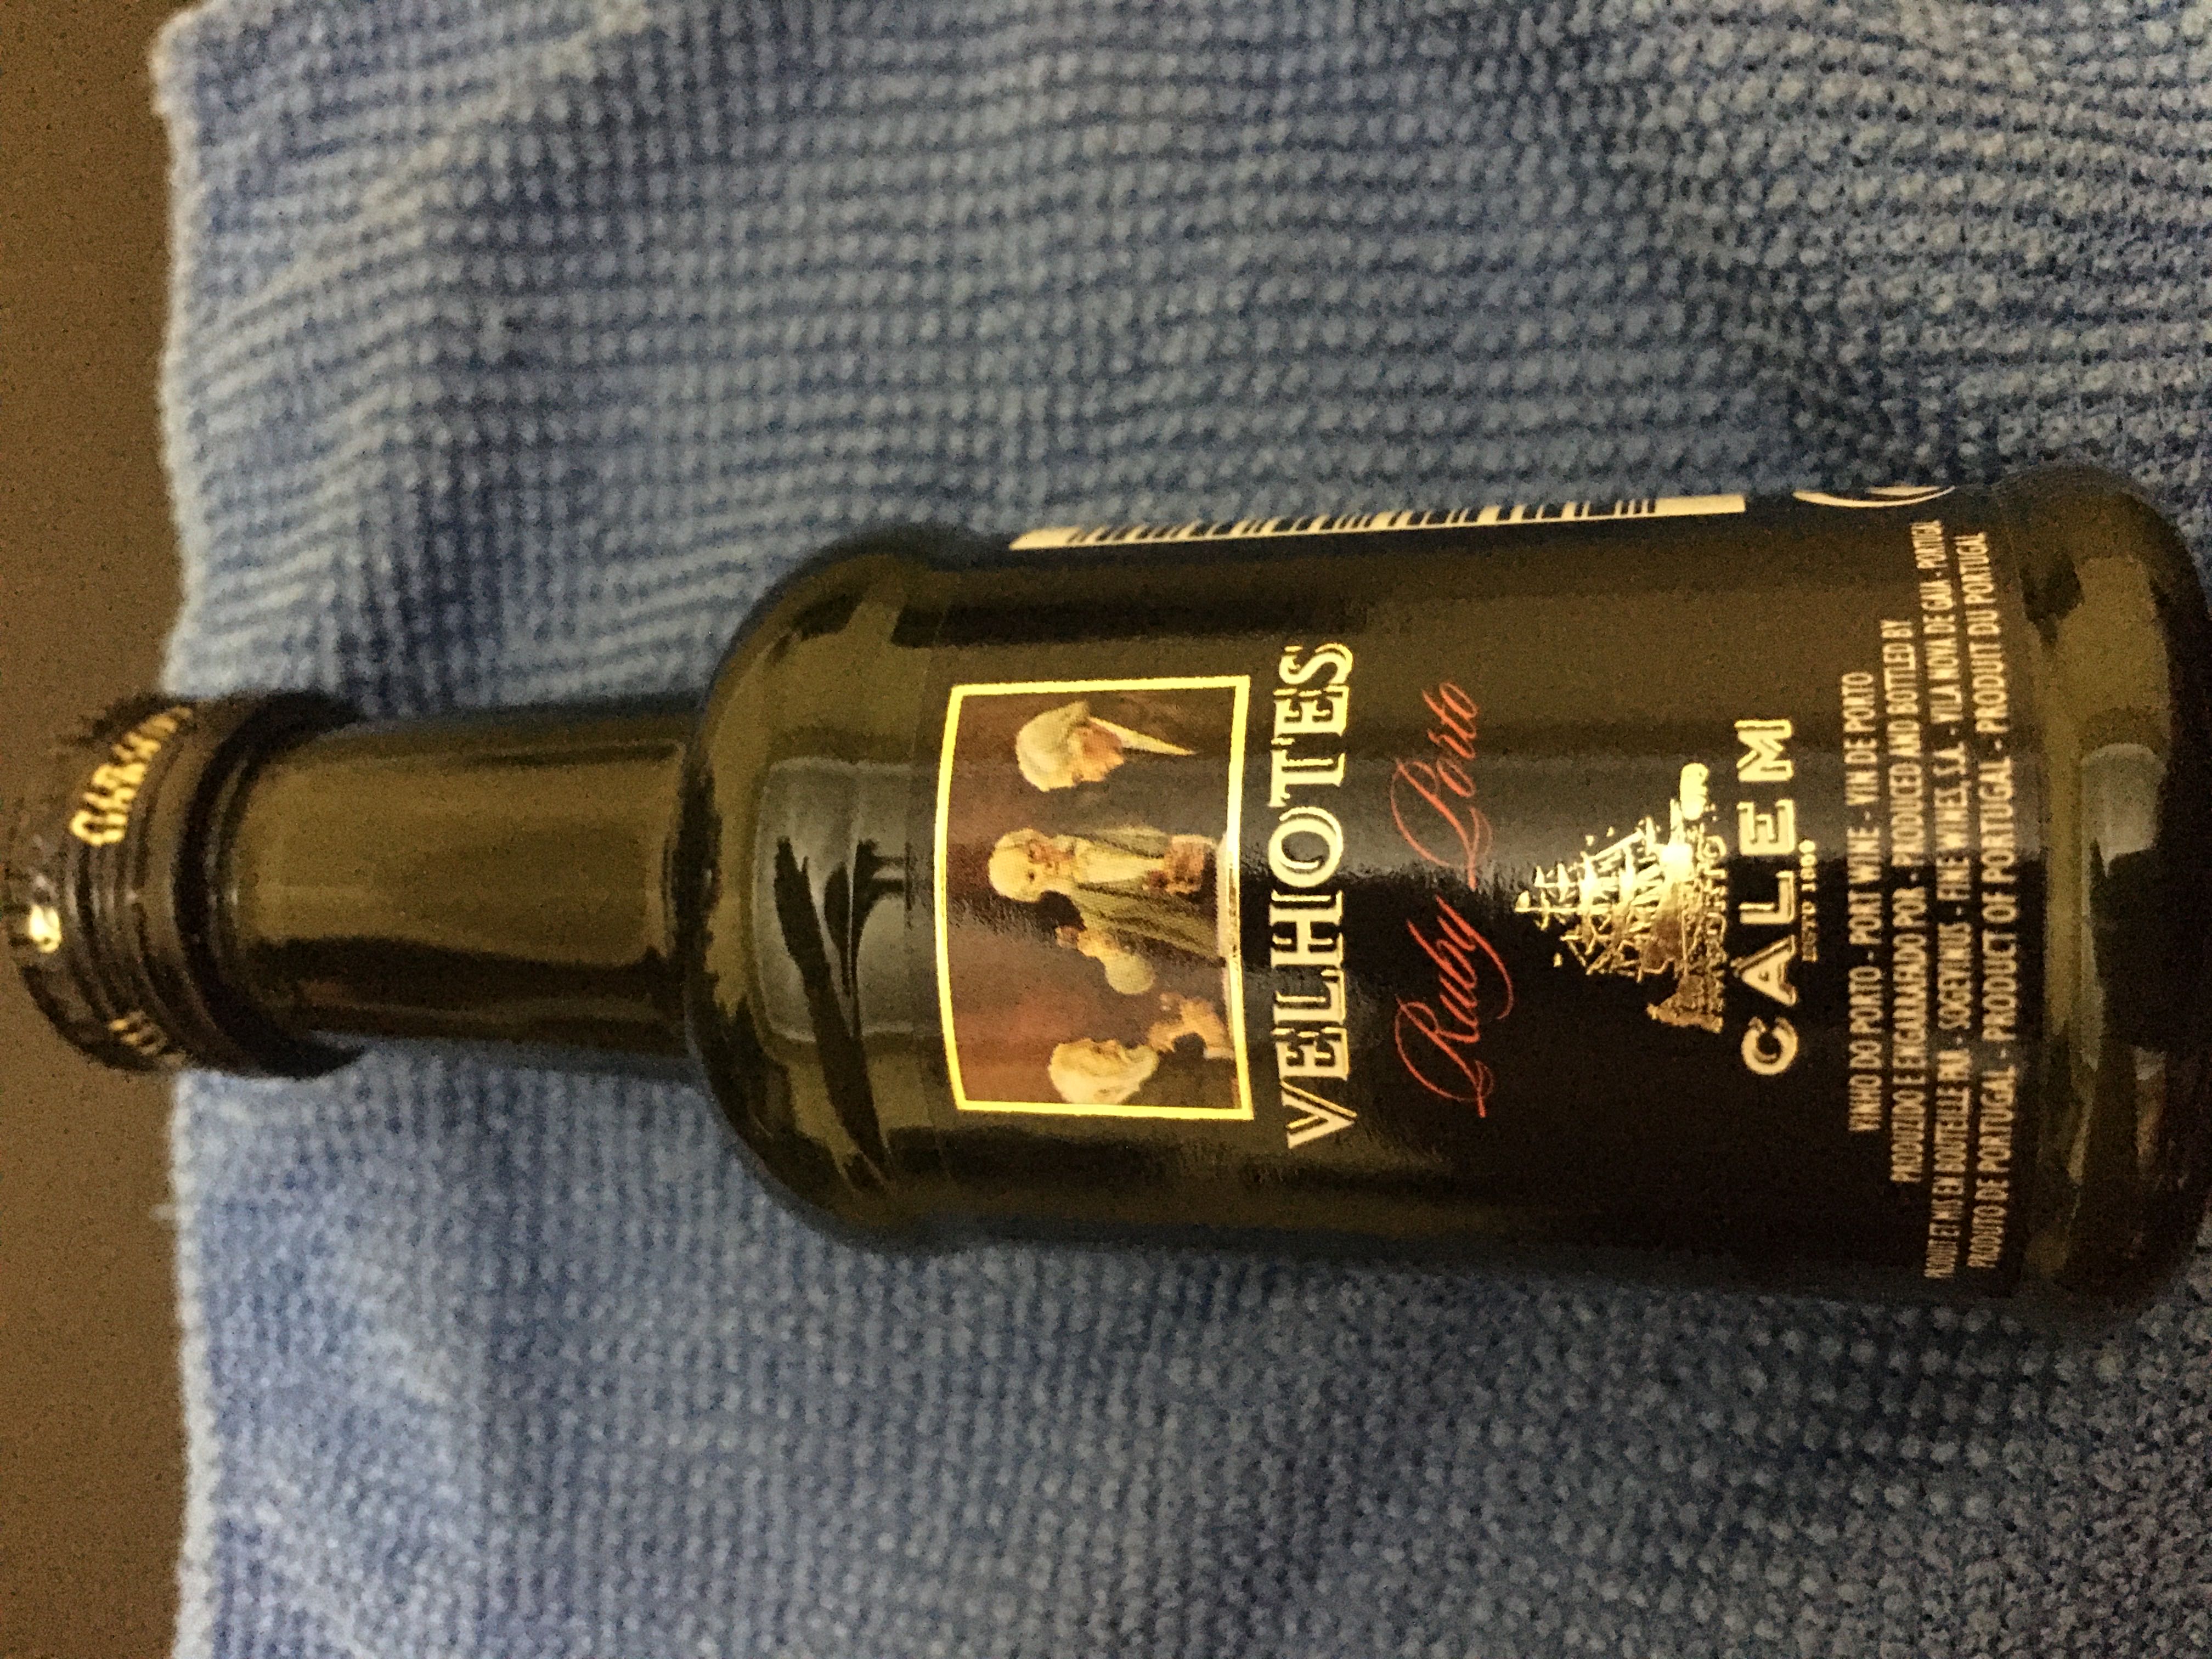 VELHOTES
Ruby Porto
PORTO
CÁLEM
ESTD 1859
VINHO DO PORTO - PORT WINE - VIN DE PORTO
PRODUZIDO E ENGARRAFADO POR - PRODUCED AND BOTTLED BY
PRODUIT ET MIS EN BOUTEILLE PAR - SOGEVINUS - FINE WINES, S.A. - VILA NOVA DE GAIA - PORTUGAL
PRODUTO DE PORTUGAL - PRODUCT OF PORTUGAL - PRODUIT DU PORTUGAL